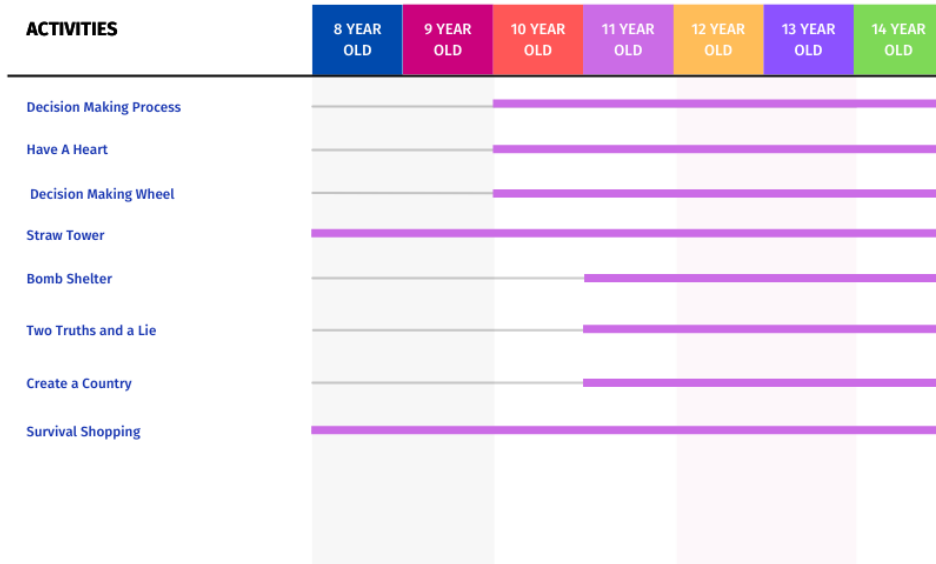 ACTIVITIES
8 YEAR
OLD
9 YEAR
OLD
10 YEAR
OLD
11 YEAR
OLD
12 YEAR
OLD
13 YEAR
OLD
14 YEAR
OLD
Decision Making Process
Have A Heart
Decision Making Wheel
Straw Tower
Bomb Shelter
Two Truths and a Lie
Create a Country
Survival Shopping